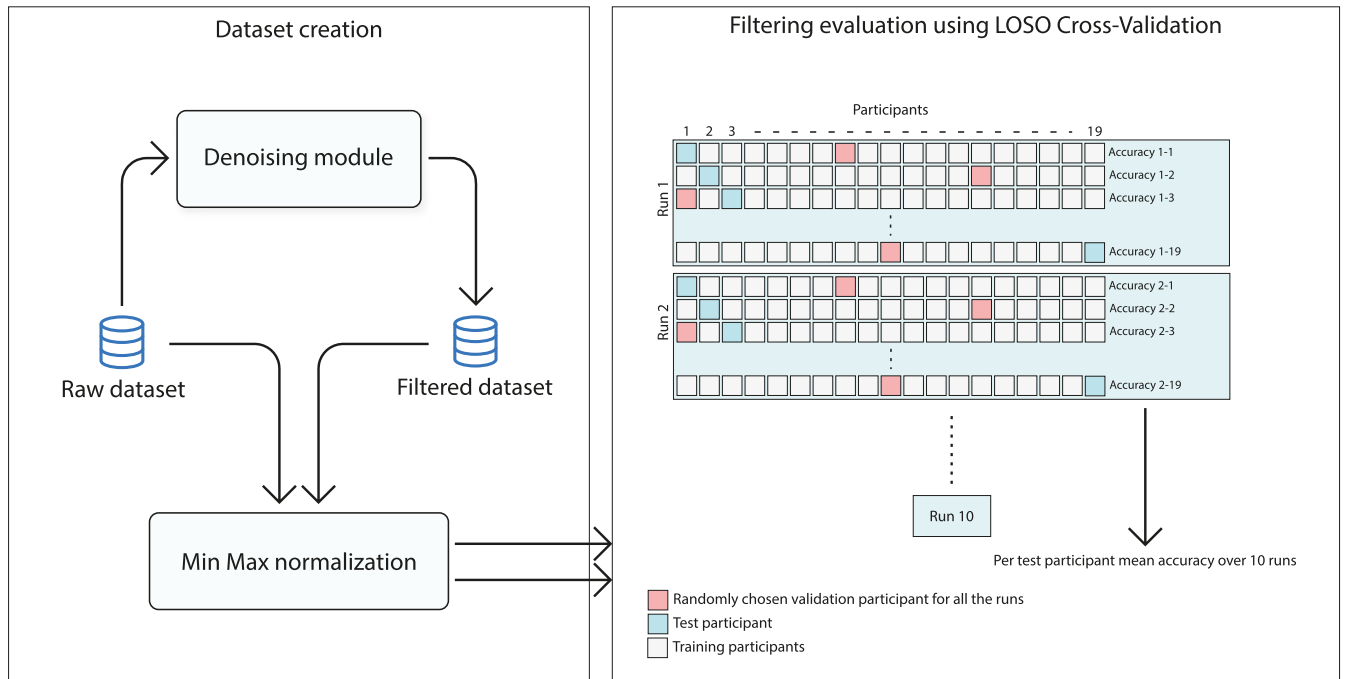 Dataset creation
Denoising module
Raw dataset
Filtered dataset
Min Max normalization
Filtering evaluation using LOSO Cross-Validation
Participants
1 2 3 19
Run 1
Accuracy 1-1
Accuracy 1-2
Accuracy 1-3
Accuracy 1-19
Run 2
Accuracy 2-1
Accuracy 2-2
Accuracy 2-3
Accuracy 2-19
Run 10
Per test participant mean accuracy over 10 runs
Randomly chosen validation participant for all the runs
Test participant
Training participants